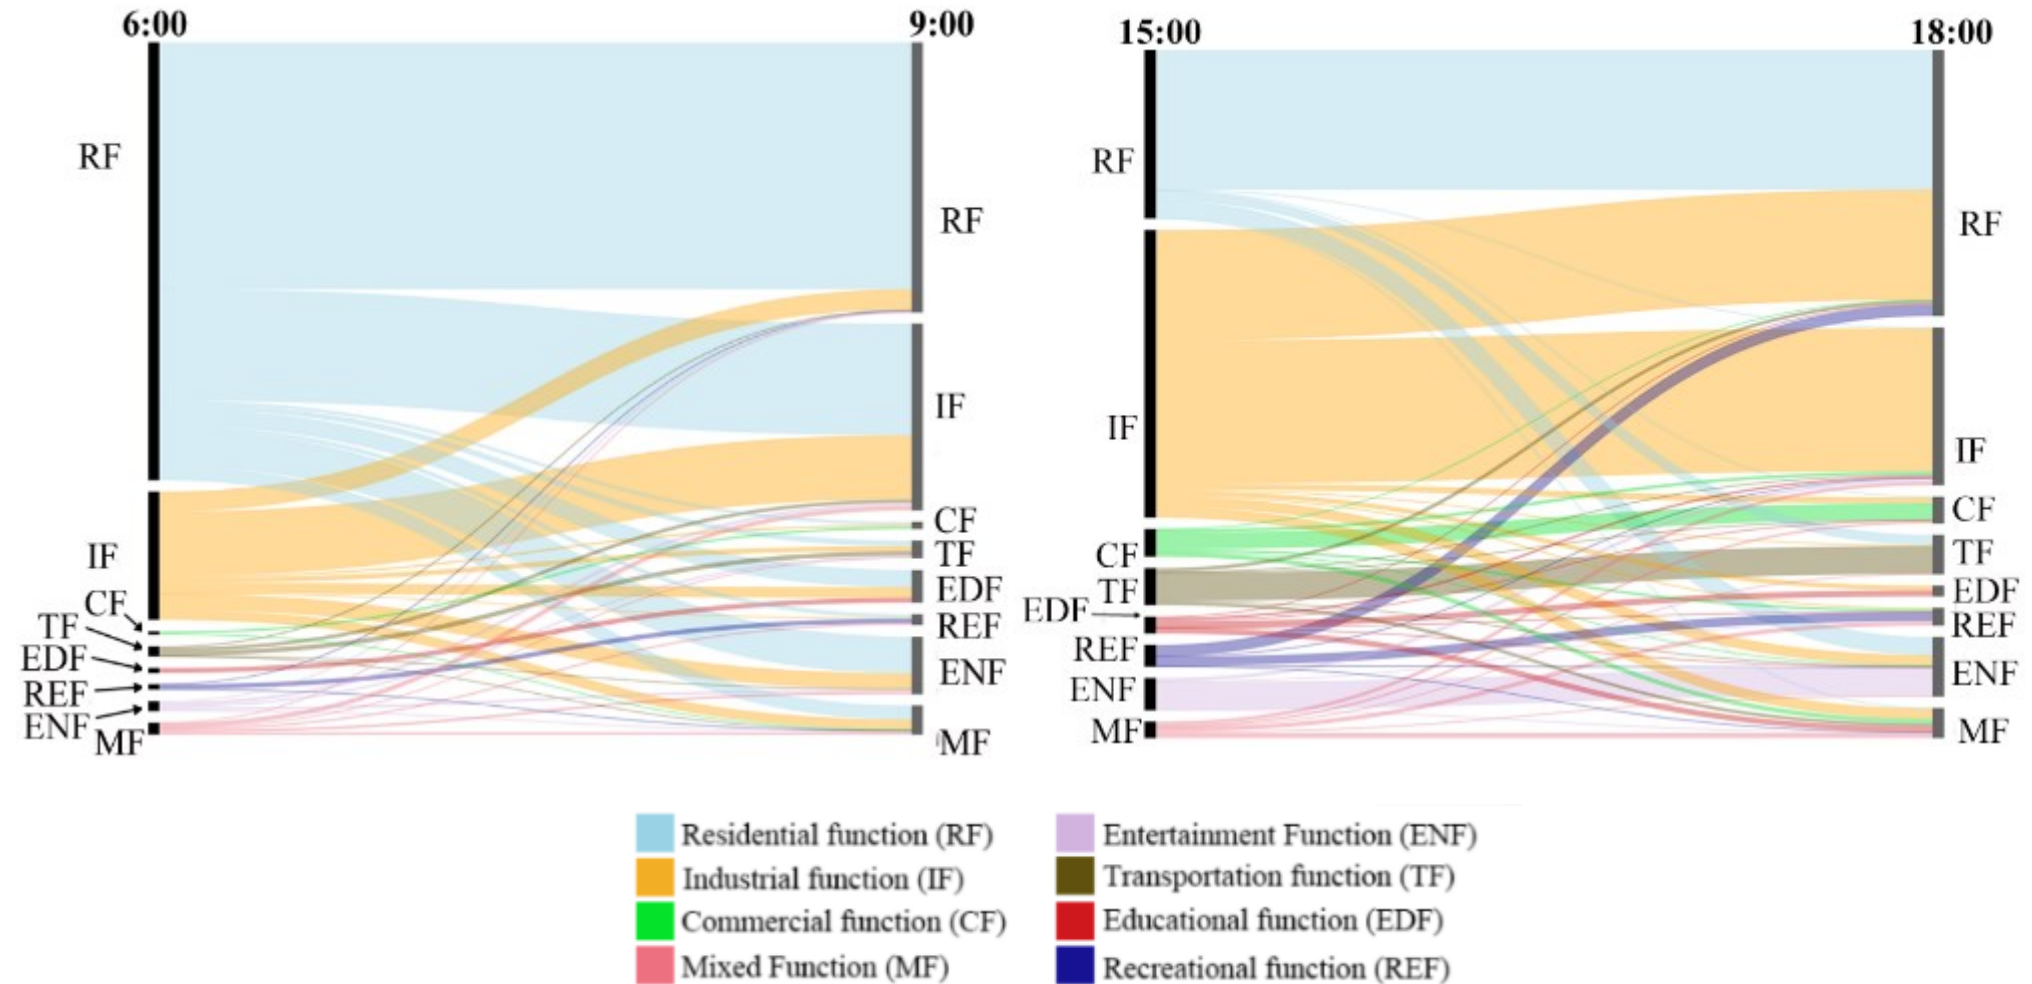 6:00
9:00
15:00
18:00
RF
IF
CF
TF
EDF
REF
ENF
MF
RF
IF
CF
TF
EDF
REF
ENF
MF
RF
IF
CF
TF
EDF
REF
ENF
MF
RF
IF
CF
TF
EDF
REF
ENF
MF
Residential function (RF)
Industrial function (IF)
Commercial function (CF)
Mixed Function (MF)
Entertainment Function (ENF)
Transportation function (TF)
Educational function (EDF)
Recreational function (REF)